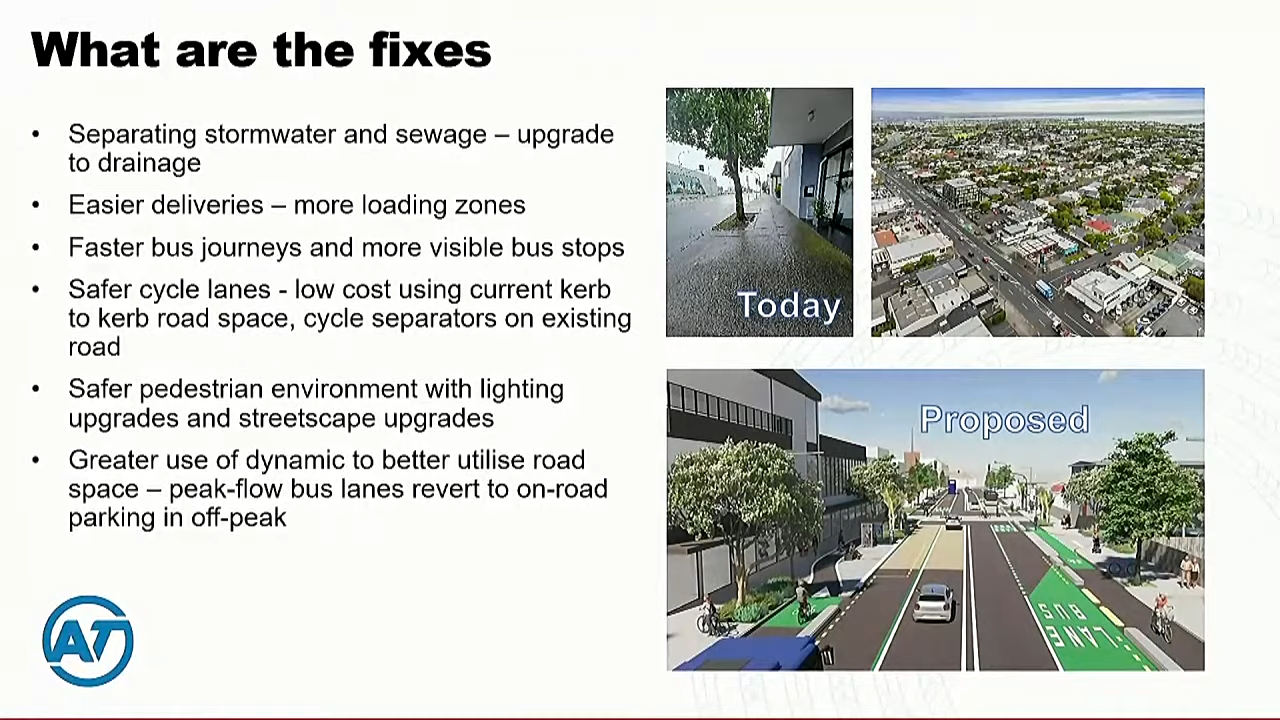 What are the fixes
• Separating stormwater and sewage – upgrade
to drainage
• Easier deliveries – more loading zones
• Faster bus journeys and more visible bus stops
• Safer cycle lanes - low cost using current kerb
to kerb road space, cycle separators on existing
road
• Safer pedestrian environment with lighting
upgrades and streetscape upgrades
• Greater use of dynamic to better utilise road
space – peak-flow bus lanes revert to on-road
parking in off-peak
Today
Proposed
BUS
LANE
AT